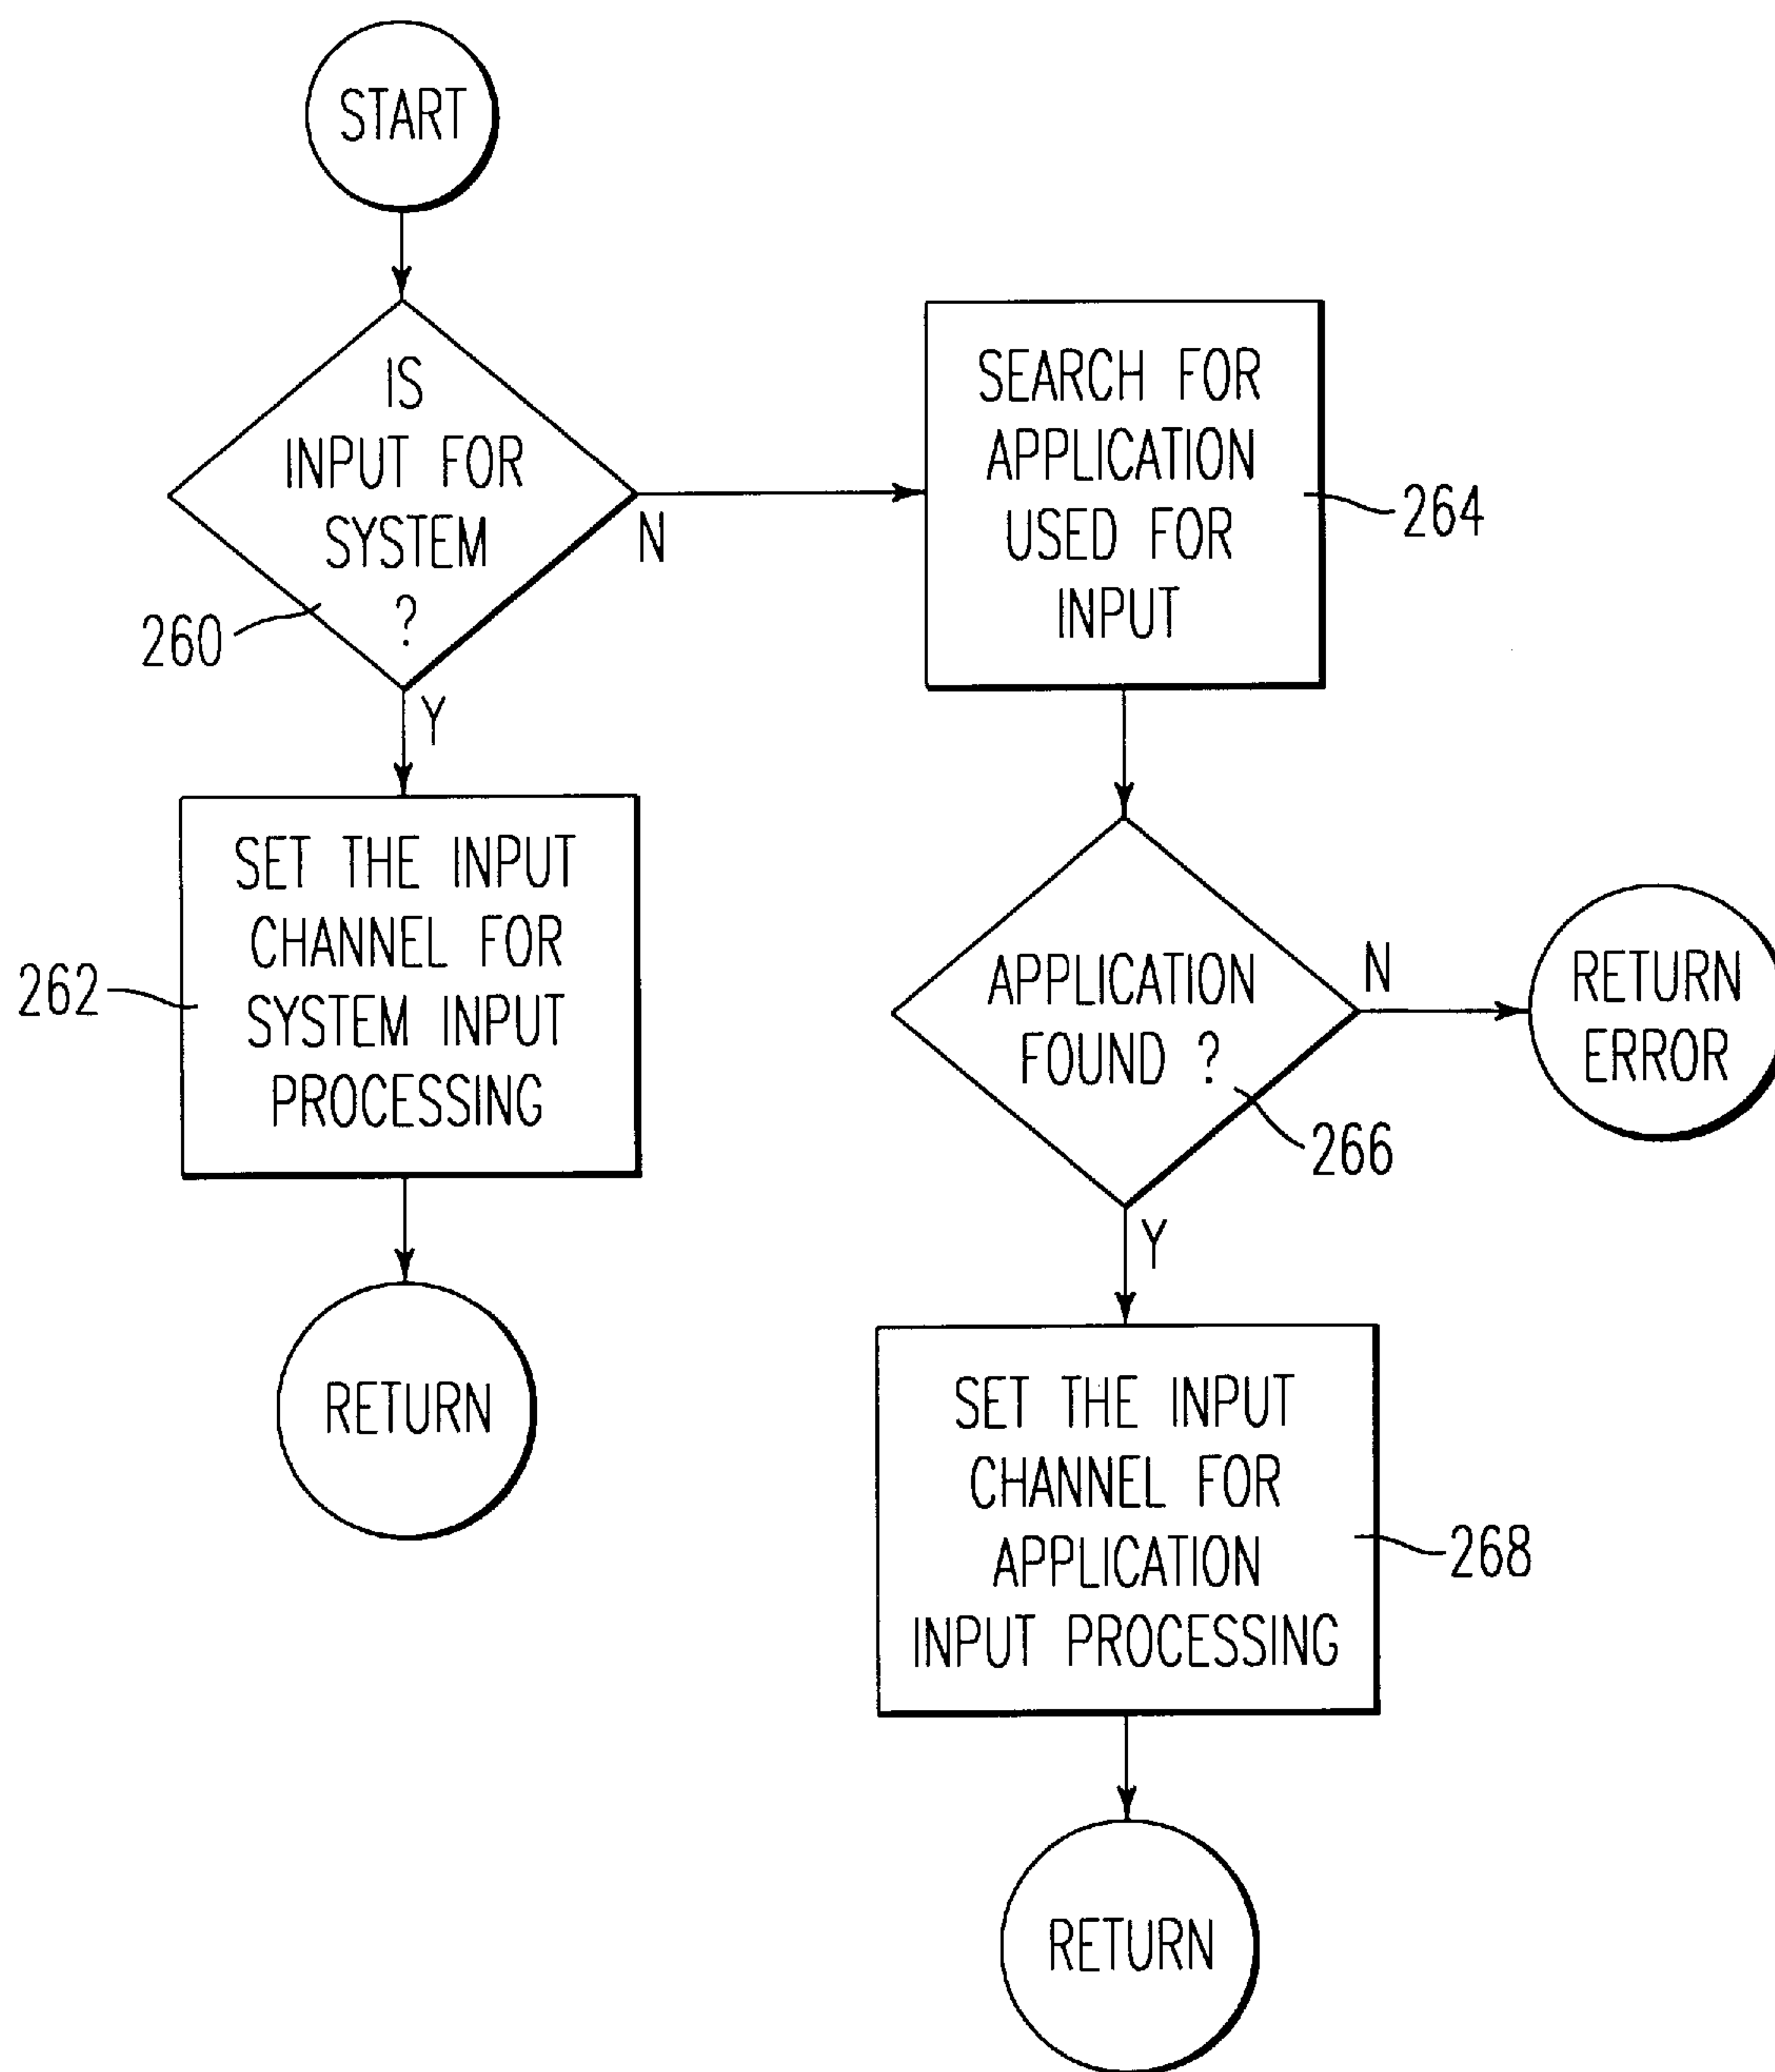 START
IS
INPUT FOR
SYSTEM
?
260
N
Y
SEARCH FOR
APPLICATION
USED FOR
INPUT
264
SET THE INPUT
CHANNEL FOR
SYSTEM INPUT
PROCESSING
262
RETURN
APPLICATION
FOUND ?
266
N
RETURN
ERROR
Y
SET THE INPUT
CHANNEL FOR
APPLICATION
INPUT PROCESSING
268
RETURN